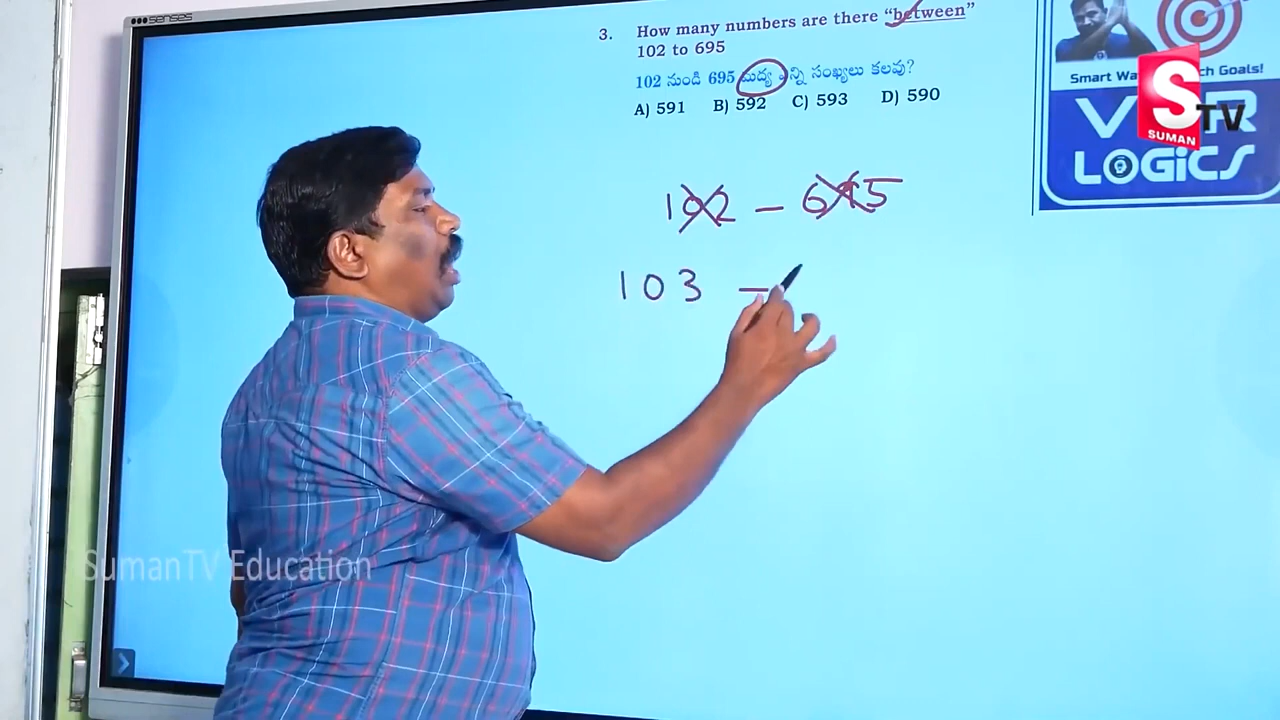 senses
3. How many numbers are there “between”
102 to 695
102 నుండి 695 మధ్య ఎన్ని సంఖ్యలు కలవు?
A) 591 B) 592 C) 593 D) 590
Smart Wa ch Goals!
S TV
SUMAN
LOGiCS
102 – 695
103 –
SumanTV Education